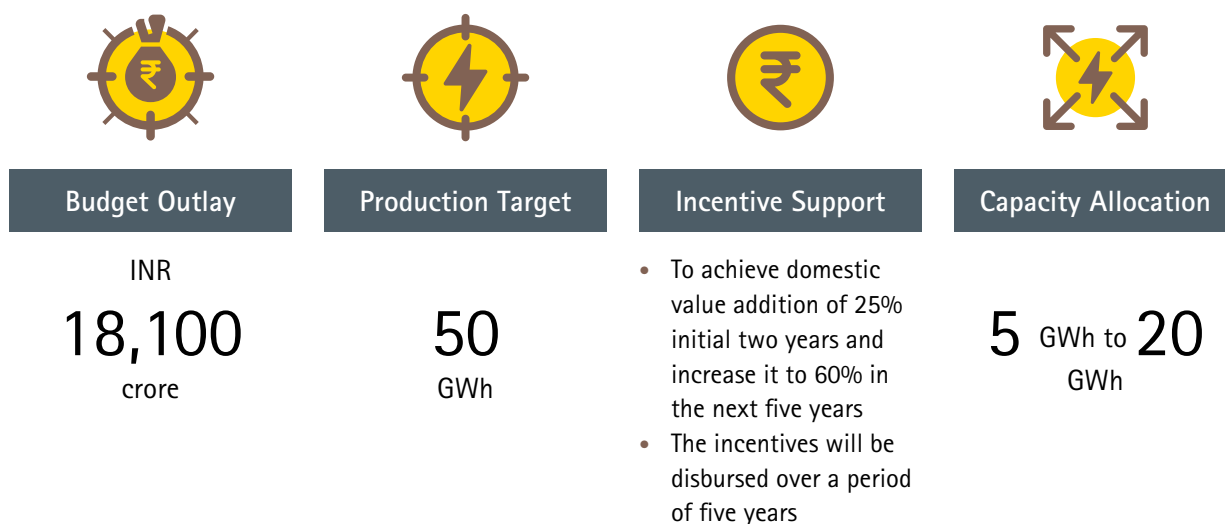 ₹
₹
Budget Outlay
INR
18,100
crore
Production Target
50
GWh
Incentive Support
• To achieve domestic
value addition of 25%
initial two years and
increase it to 60% in
the next five years
• The incentives will be
disbursed over a period
of five years
Capacity Allocation
5 GWh to 20
GWh